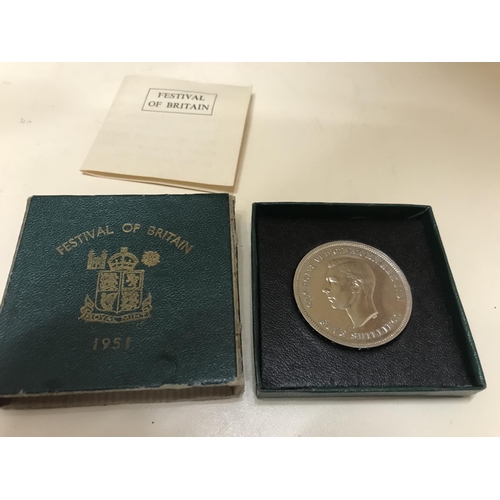 FESTIVAL
OF BRITAIN
FESTIVAL OF BRITAIN
ROYAL MINT
1951
FIVE SHILLINGS